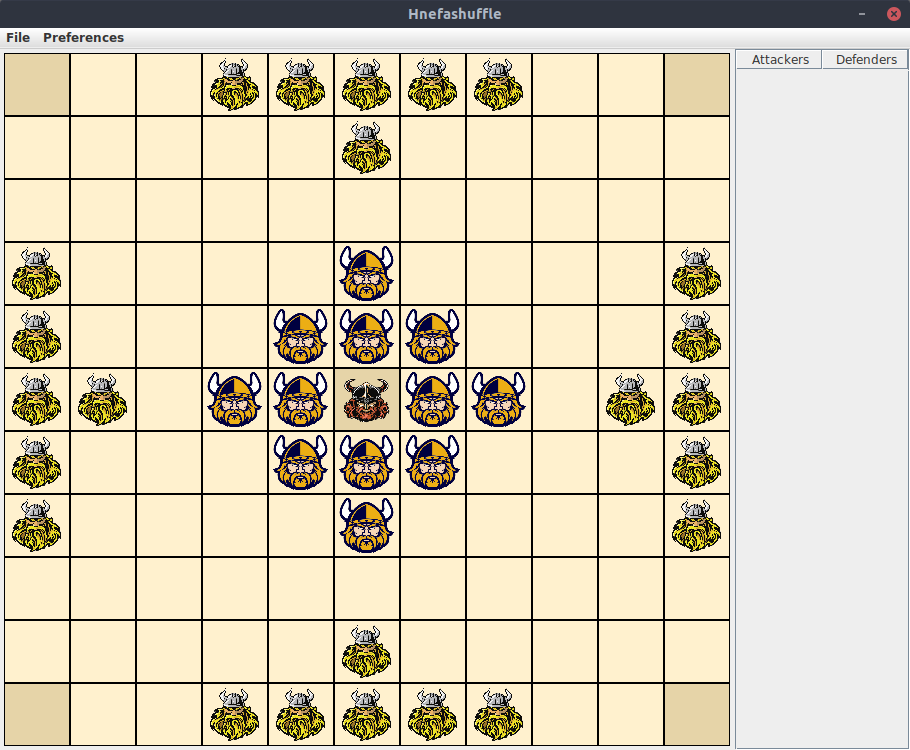 Hnefashuffle
File Preferences
Attackers Defenders